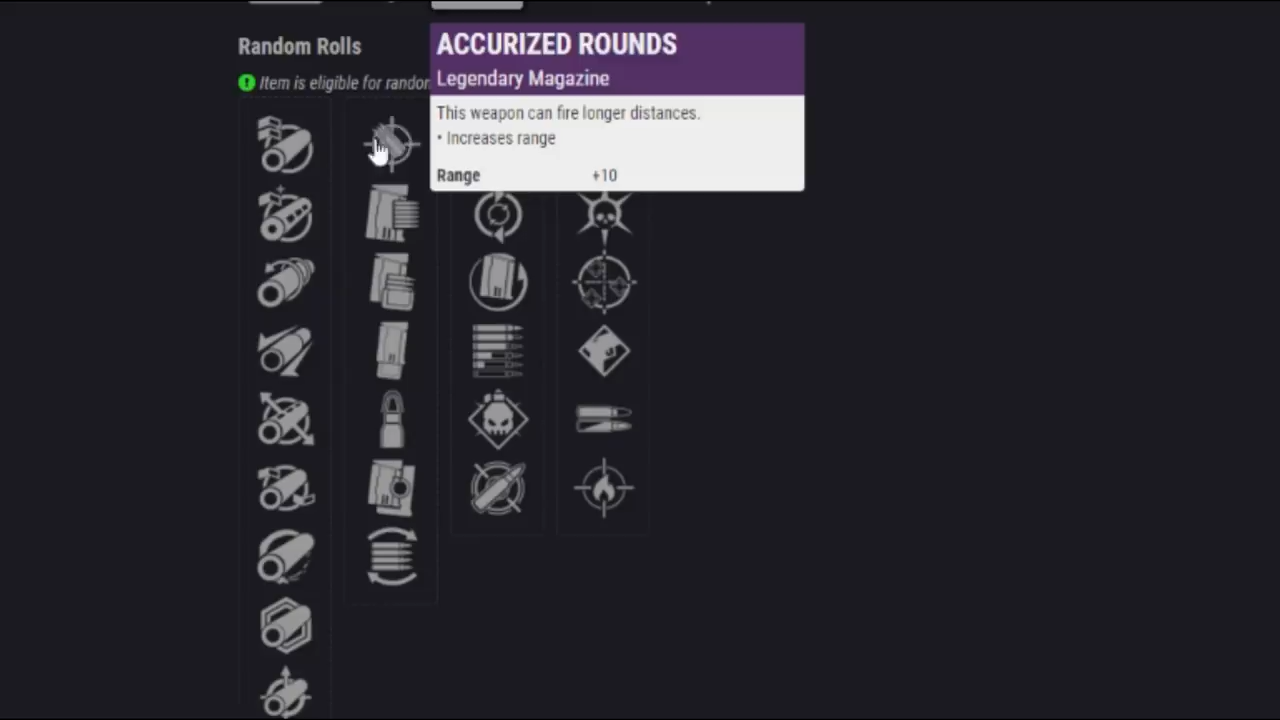 Random Rolls
Item is eligible for random
ACCURIZED ROUNDS
Legendary Magazine
This weapon can fire longer distances.
• Increases range
Range +10